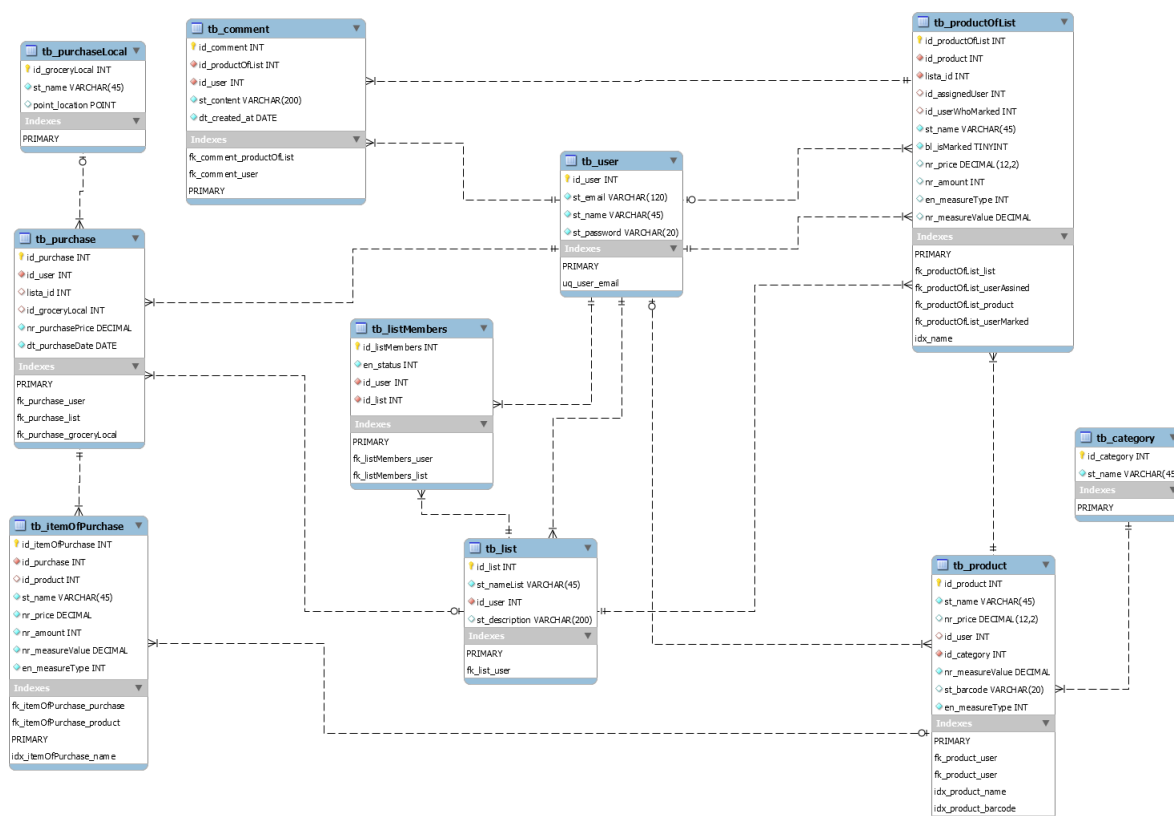 tb_purchaseLocal
id_groceryLocal INT
st_name VARCHAR(45)
point_location POINT
Indexes
PRIMARY
tb_comment
id_comment INT
id_productOfList INT
id_user INT
st_content VARCHAR(200)
dt_created_at DATE
Indexes
fk_comment_productOfList
fk_comment_user
PRIMARY
tb_productOfList
id_productOfList INT
id_product INT
lista_id INT
id_assignedUser INT
id_userWhoMarked INT
st_name VARCHAR(45)
bl_isMarked TINYINT
nr_price DECIMAL(12,2)
nr_amount INT
en_measureType INT
nr_measureValue DECIMAL
Indexes
PRIMARY
fk_productOfList_list
fk_productOfList_userAssined
fk_productOfList_product
fk_productOfList_userMarked
idx_name
tb_user
id_user INT
st_email VARCHAR(120)
st_name VARCHAR(45)
st_password VARCHAR(20)
Indexes
PRIMARY
uq_user_email
tb_purchase
id_purchase INT
id_user INT
lista_id INT
id_groceryLocal INT
nr_purchasePrice DECIMAL
dt_purchaseDate DATE
Indexes
PRIMARY
fk_purchase_user
fk_purchase_list
fk_purchase_groceryLocal
tb_listMembers
id_listMembers INT
en_status INT
id_user INT
id_list INT
Indexes
PRIMARY
fk_listMembers_user
fk_listMembers_list
tb_category
id_category INT
st_name VARCHAR(45
Indexes
PRIMARY
tb_itemOfPurchase
id_itemOfPurchase INT
id_purchase INT
id_product INT
st_name VARCHAR(45)
nr_price DECIMAL
nr_amount INT
nr_measureValue DECIMAL
en_measureType INT
Indexes
fk_itemOfPurchase_purchase
fk_itemOfPurchase_product
PRIMARY
idx_itemOfPurchase_name
tb_list
id_list INT
st_nameList VARCHAR(45)
id_user INT
st_description VARCHAR(200)
Indexes
PRIMARY
fk_list_user
tb_product
id_product INT
st_name VARCHAR(45)
nr_price DECIMAL(12,2)
id_user INT
id_category INT
nr_measureValue DECIMAL
st_barcode VARCHAR(20)
en_measureType INT
Indexes
PRIMARY
fk_product_user
fk_product_user
idx_product_name
idx_product_barcode